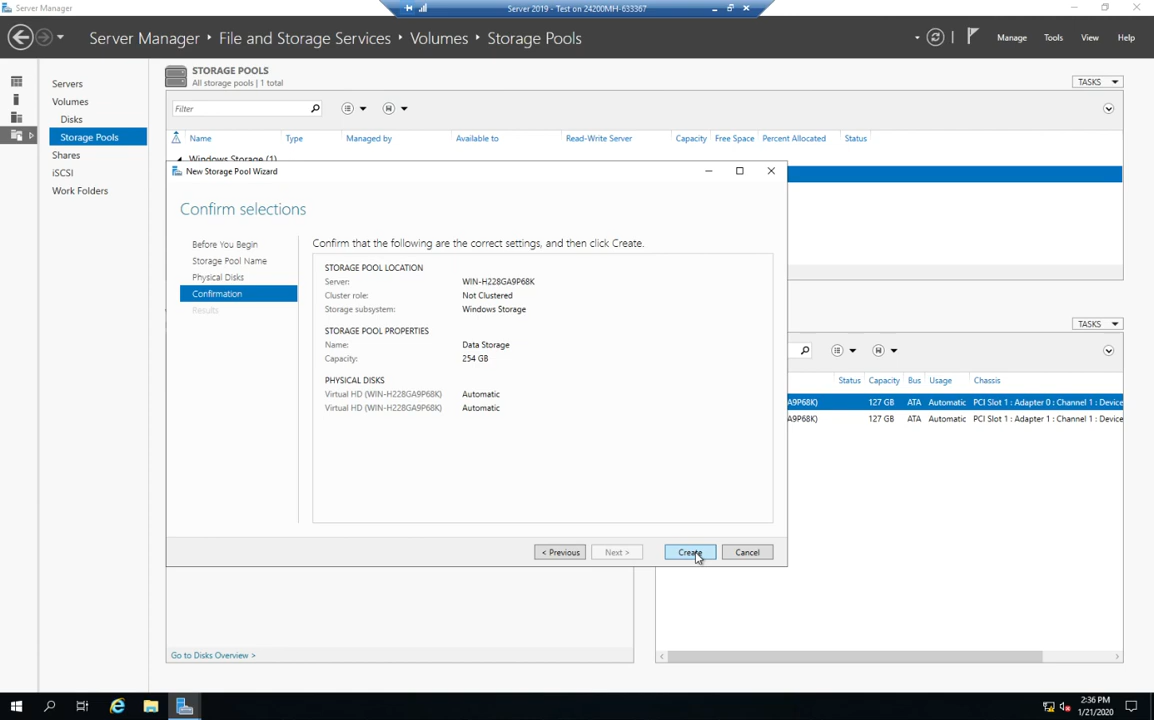 Server Manager
Server 2019 - Test on 24200MH-633367
Server Manager ‣ File and Storage Services ‣ Volumes ‣ Storage Pools
Manage Tools View Help
Servers
Volumes
Disks
Storage Pools
Shares
iSCSI
Work Folders
STORAGE POOLS
All storage pools | 1 total
TASKS
Filter
Name Type Managed by Available to Read-Write Server Capacity Free Space Percent Allocated Status
Windows Storage (1)
New Storage Pool Wizard
Confirm selections
Before You Begin
Storage Pool Name
Physical Disks
Confirmation
Results
Confirm that the following are the correct settings, and then click Create.
STORAGE POOL LOCATION
Server: WIN-H228GA9P68K
Cluster role: Not Clustered
Storage subsystem: Windows Storage
STORAGE POOL PROPERTIES
Name: Data Storage
Capacity: 254 GB
PHYSICAL DISKS
Virtual HD (WIN-H228GA9P68K) Automatic
Virtual HD (WIN-H228GA9P68K) Automatic
< Previous Next > Create Cancel
TASKS
Status Capacity Bus Usage Chassis
A9P68K) 127 GB ATA Automatic PCI Slot 1 : Adapter 0 : Channel 1 : Device
A9P68K) 127 GB ATA Automatic PCI Slot 1 : Adapter 1 : Channel 1 : Device
Go to Disks Overview >
2:36 PM
1/21/2020